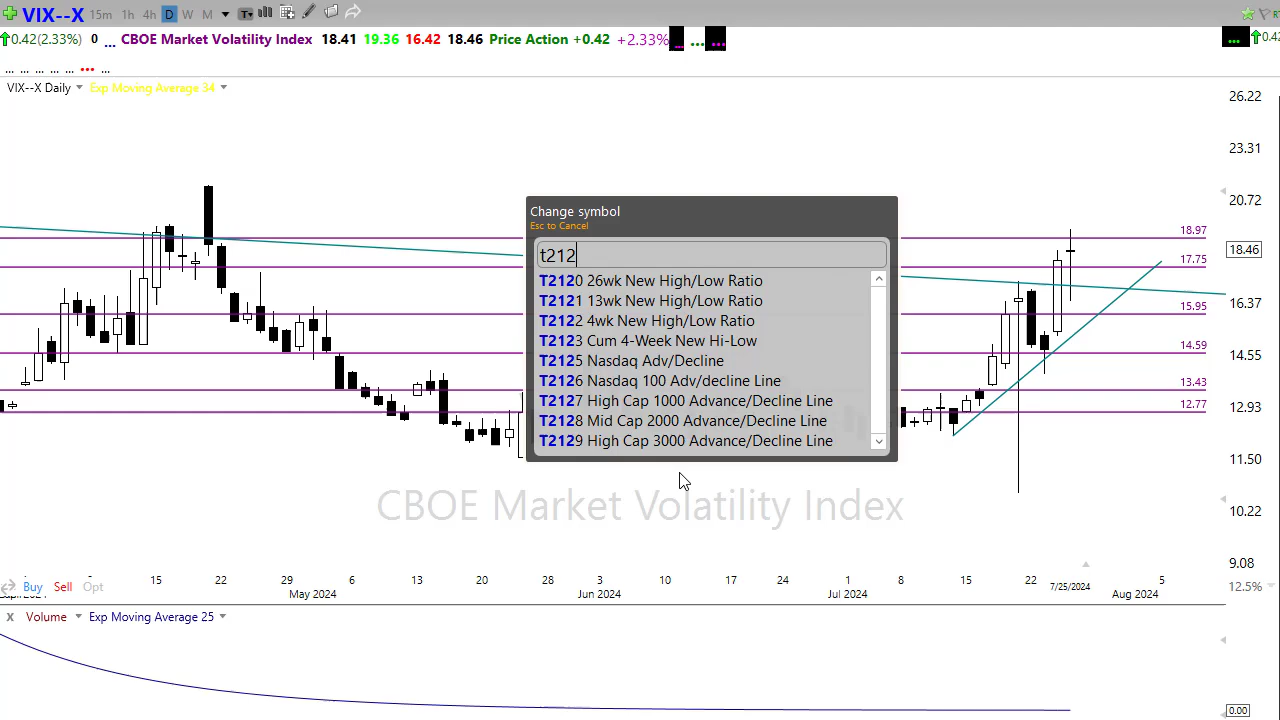 VIX--X 15m 1h 4h D W M
0.42(2.33%) 0 ... CBOE Market Volatility Index 18.41 19.36 16.42 18.46 Price Action +0.42 +2.33% ... ... ... ... 0.42
... ... ... ... ... ... ...
VIX--X Daily Exp Moving Average 34
26.22
23.31
20.72
18.97
18.46
17.75
16.37
15.95
14.59
14.55
13.43
12.93
12.77
11.50
10.22
9.08
Change symbol
Esc to Cancel
t212
T2120 26wk New High/Low Ratio
T2121 13wk New High/Low Ratio
T2122 4wk New High/Low Ratio
T2123 Cum 4-Week New Hi-Low
T2125 Nasdaq Adv/Decline
T2126 Nasdaq 100 Adv/decline Line
T2127 High Cap 1000 Advance/Decline Line
T2128 Mid Cap 2000 Advance/Decline Line
T2129 High Cap 3000 Advance/Decline Line
CBOE Market Volatility Index
15 22 29 6 13 20 28 3 10 17 24 1 8 15 22 7/25/2024 5
Buy Sell Opt 12.5%
May 2024 Jun 2024 Jul 2024 Aug 2024
X Volume Exp Moving Average 25
0.00